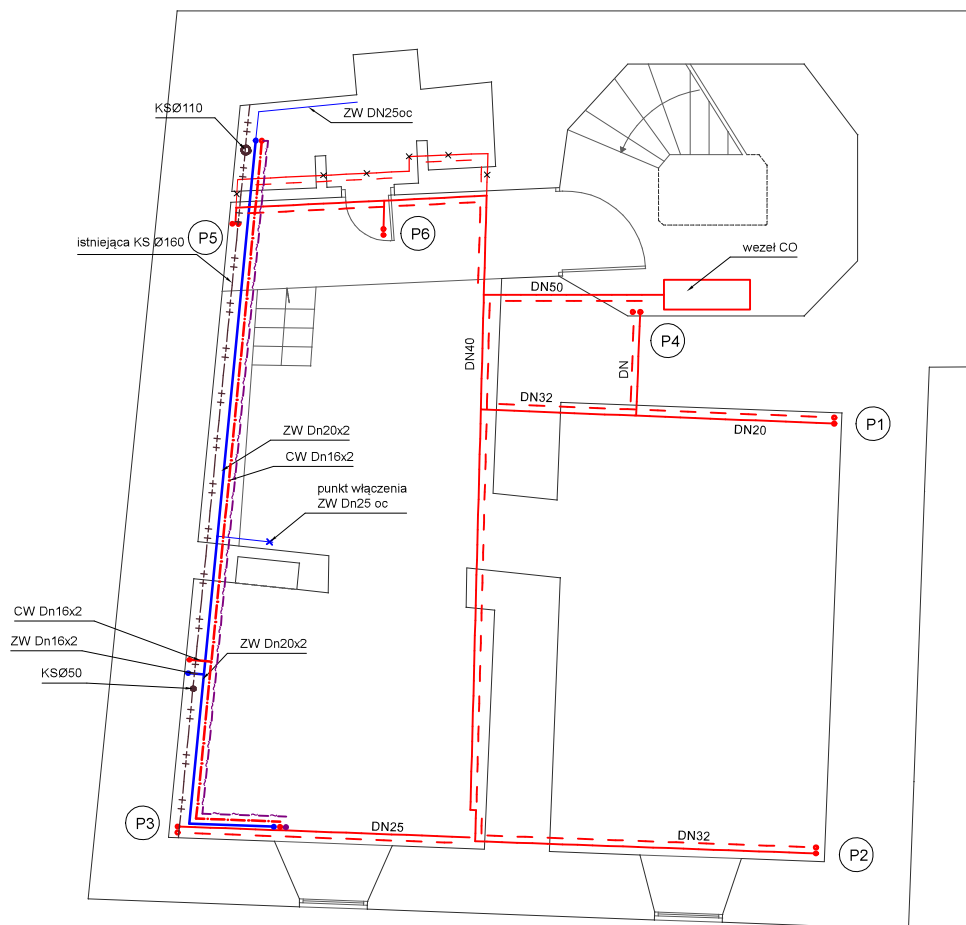 KSØ110
ZW DN25oc
P5
P6
istniejąca KS Ø160
wezeł CO
DN50
P4
DN40
DN
DN32
P1
DN20
ZW Dn20x2
CW Dn16x2
punkt włączenia
ZW Dn25 oc
CW Dn16x2
ZW Dn16x2
ZW Dn20x2
KSØ50
P3
DN25
DN32
P2